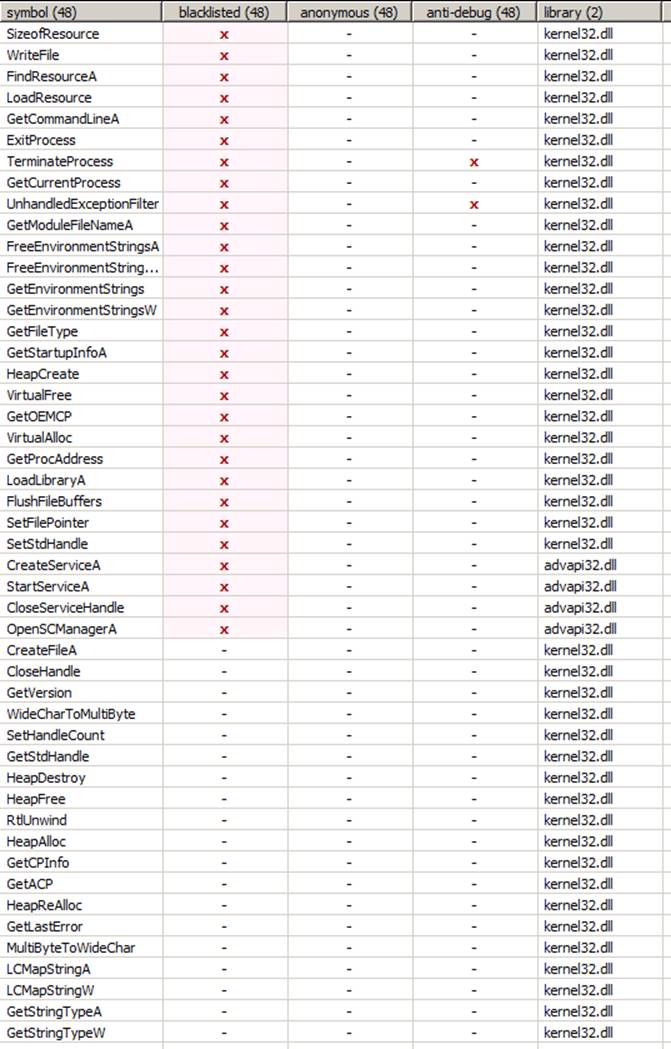 symbol (48) blacklisted (48) anonymous (48) anti-debug (48) library (2)
SizeofResource x - - kernel32.dll
WriteFile x - - kernel32.dll
FindResourceA x - - kernel32.dll
LoadResource x - - kernel32.dll
GetCommandLineA x - - kernel32.dll
ExitProcess x - - kernel32.dll
TerminateProcess x - x kernel32.dll
GetCurrentProcess x - - kernel32.dll
UnhandledExceptionFilter x - x kernel32.dll
GetModuleFileNameA x - - kernel32.dll
FreeEnvironmentStringsA x - - kernel32.dll
FreeEnvironmentString... x - - kernel32.dll
GetEnvironmentStrings x - - kernel32.dll
GetEnvironmentStringsW x - - kernel32.dll
GetFileType x - - kernel32.dll
GetStartupInfoA x - - kernel32.dll
HeapCreate x - - kernel32.dll
VirtualFree x - - kernel32.dll
GetOEMCP x - - kernel32.dll
VirtualAlloc x - - kernel32.dll
GetProcAddress x - - kernel32.dll
LoadLibraryA x - - kernel32.dll
FlushFileBuffers x - - kernel32.dll
SetFilePointer x - - kernel32.dll
SetStdHandle x - - kernel32.dll
CreateServiceA x - - advapi32.dll
StartServiceA x - - advapi32.dll
CloseServiceHandle x - - advapi32.dll
OpenSCManagerA x - - advapi32.dll
CreateFileA - - - kernel32.dll
CloseHandle - - - kernel32.dll
GetVersion - - - kernel32.dll
WideCharToMultiByte - - - kernel32.dll
SetHandleCount - - - kernel32.dll
GetStdHandle - - - kernel32.dll
HeapDestroy - - - kernel32.dll
HeapFree - - - kernel32.dll
RtlUnwind - - - kernel32.dll
HeapAlloc - - - kernel32.dll
GetCPInfo - - - kernel32.dll
GetACP - - - kernel32.dll
HeapReAlloc - - - kernel32.dll
GetLastError - - - kernel32.dll
MultiByteToWideChar - - - kernel32.dll
LCMapStringA - - - kernel32.dll
LCMapStringW - - - kernel32.dll
GetStringTypeA - - - kernel32.dll
GetStringTypeW - - - kernel32.dll